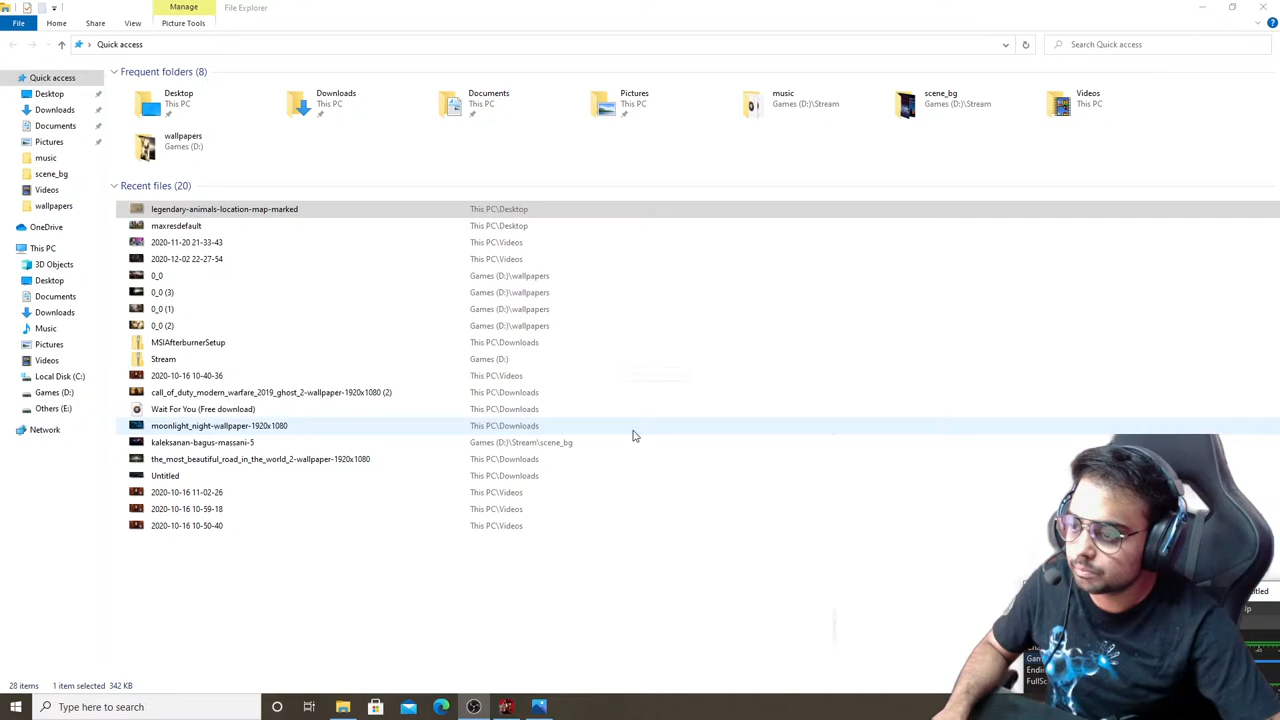 Manage
File Explorer
File
Home
Share
View
Picture Tools
Quick access
Search Quick access
Quick access
Desktop
Downloads
Documents
Pictures
music
scene_bg
Videos
wallpapers
OneDrive
This PC
3D Objects
Desktop
Documents
Downloads
Music
Pictures
Videos
Local Disk (C:)
Games (D:)
Others (E:)
Network
Frequent folders (8)
Desktop
This PC
Downloads
This PC
Documents
This PC
Pictures
This PC
music
Games (D:)\Stream
scene_bg
Games (D:)\Stream
Videos
This PC
wallpapers
Games (D:)
Recent files (20)
legendary-animals-location-map-marked This PC\Desktop
maxresdefault This PC\Desktop
2020-11-20 21-33-43 This PC\Videos
2020-12-02 22-27-54 This PC\Videos
0_0 Games (D:)\wallpapers
0_0 (3) Games (D:)\wallpapers
0_0 (1) Games (D:)\wallpapers
0_0 (2) Games (D:)\wallpapers
MSIAfterburnerSetup This PC\Downloads
Stream Games (D:)
2020-10-16 10-40-36 This PC\Videos
call_of_duty_modern_warfare_2019_ghost_2-wallpaper-1920x1080 (2) This PC\Downloads
Wait For You (Free download) This PC\Downloads
moonlight_night-wallpaper-1920x1080 This PC\Downloads
kaleksanan-bagus-massani-5 Games (D:)\Stream\scene_bg
the_most_beautiful_road_in_the_world_2-wallpaper-1920x1080 This PC\Downloads
Untitled This PC\Downloads
2020-10-16 11-02-26 This PC\Videos
2020-10-16 10-59-18 This PC\Videos
2020-10-16 10-50-40 This PC\Videos
28 items
1 item selected 342 KB
Type here to search